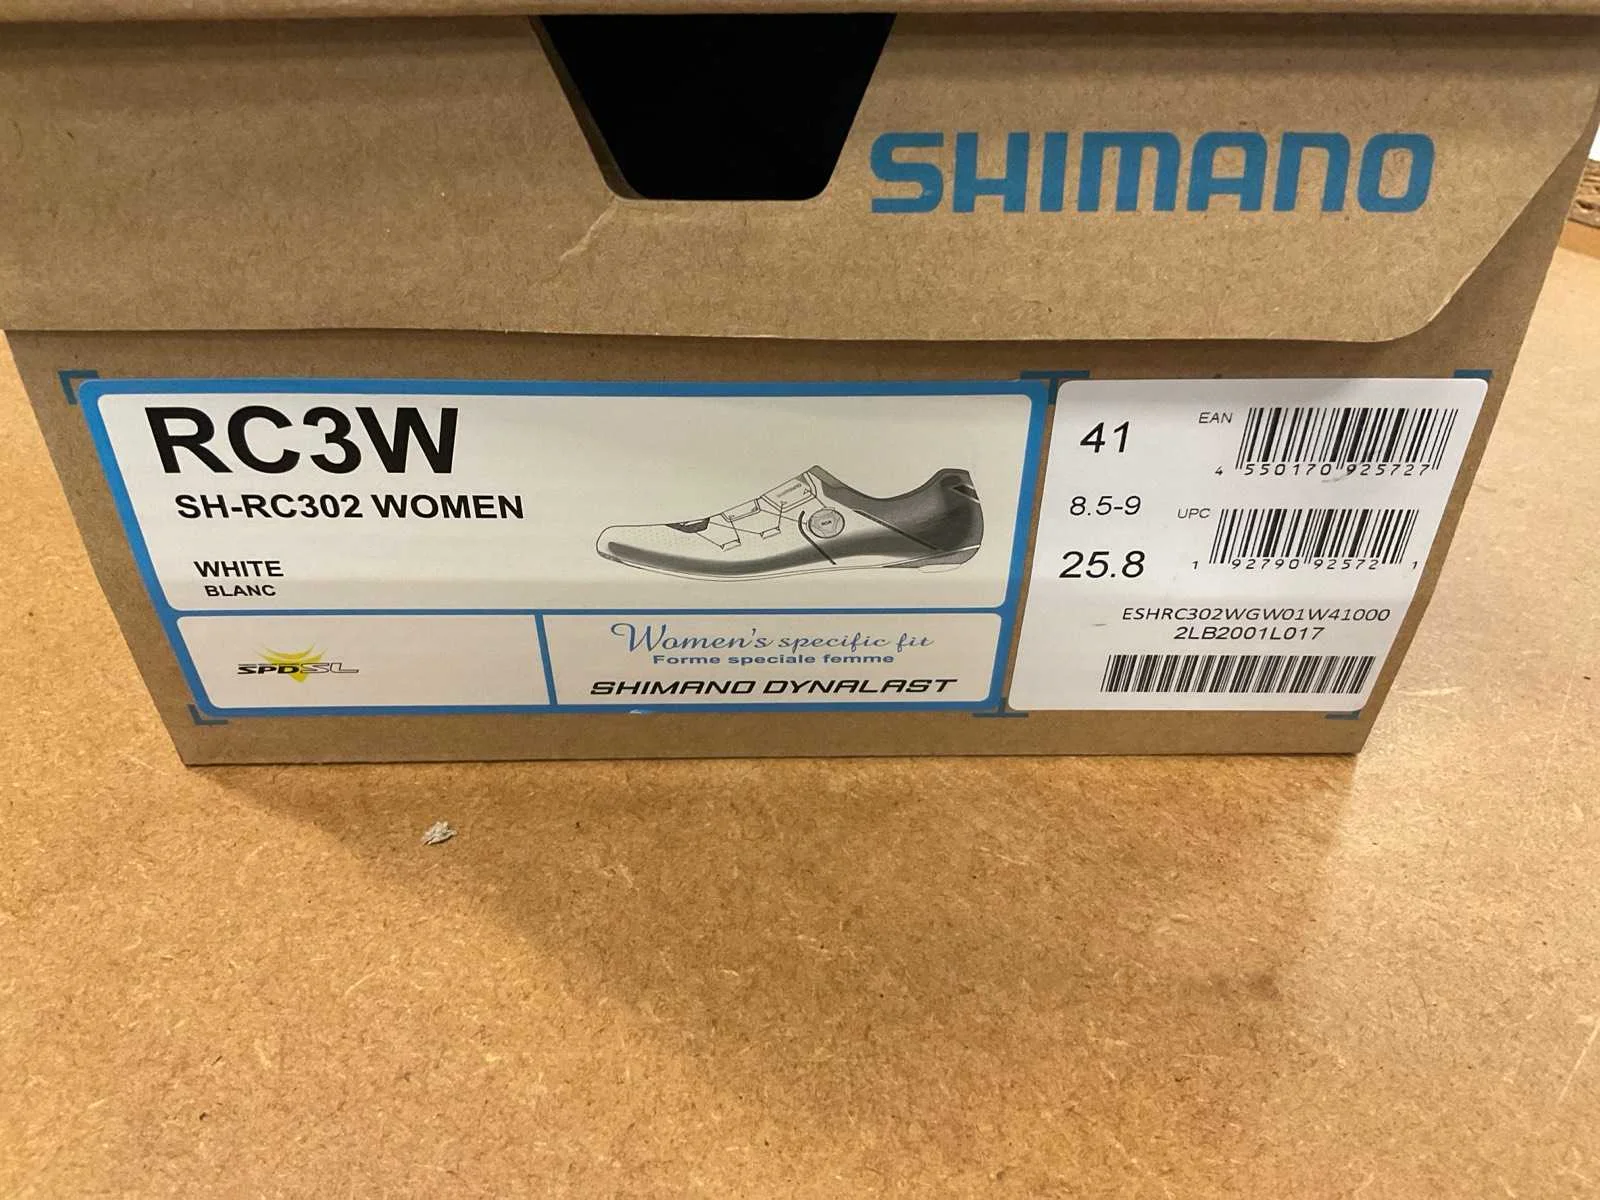 SHIMANO
RC3W
SH-RC302 WOMEN
WHITE
BLANC
SPD-SL
Women's specific fit
Forme speciale femme
SHIMANO DYNALAST
41
8.5-9
25.8
EAN
4 550170 925727
UPC
1 92790 92572 1
ESHRC302WGW01W41000
2LB2001L017